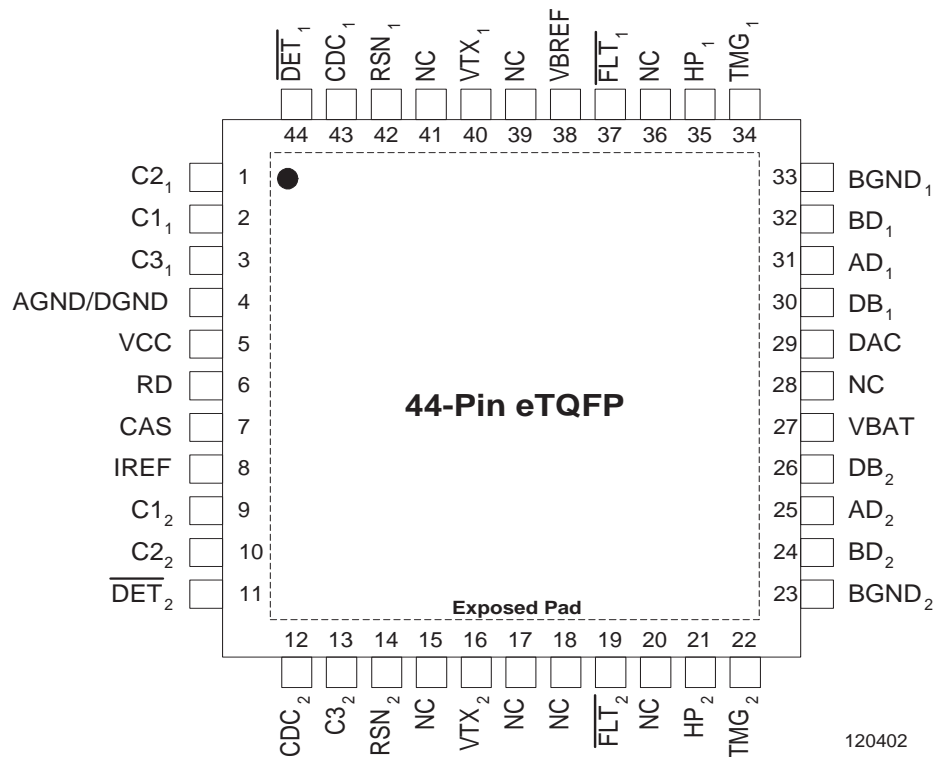 DET₁ CDC₁ RSN₁ NC VTX₁ NC VBREF FLT₁ NC HP₁ TMG₁
44 43 42 41 40 39 38 37 36 35 34
C2₁ 1 33 BGND₁
C1₁ 2 32 BD₁
C3₁ 3 31 AD₁
AGND/DGND 4 30 DB₁
VCC 5 29 DAC
RD 6 28 NC
44-Pin eTQFP
CAS 7 27 VBAT
IREF 8 26 DB₂
C1₂ 9 25 AD₂
C2₂ 10 24 BD₂
DET₂ 11 23 BGND₂
Exposed Pad
12 13 14 15 16 17 18 19 20 21 22
CDC₂ C3₂ RSN₂ NC VTX₂ NC NC FLT₂ NC HP₂ TMG₂
120402